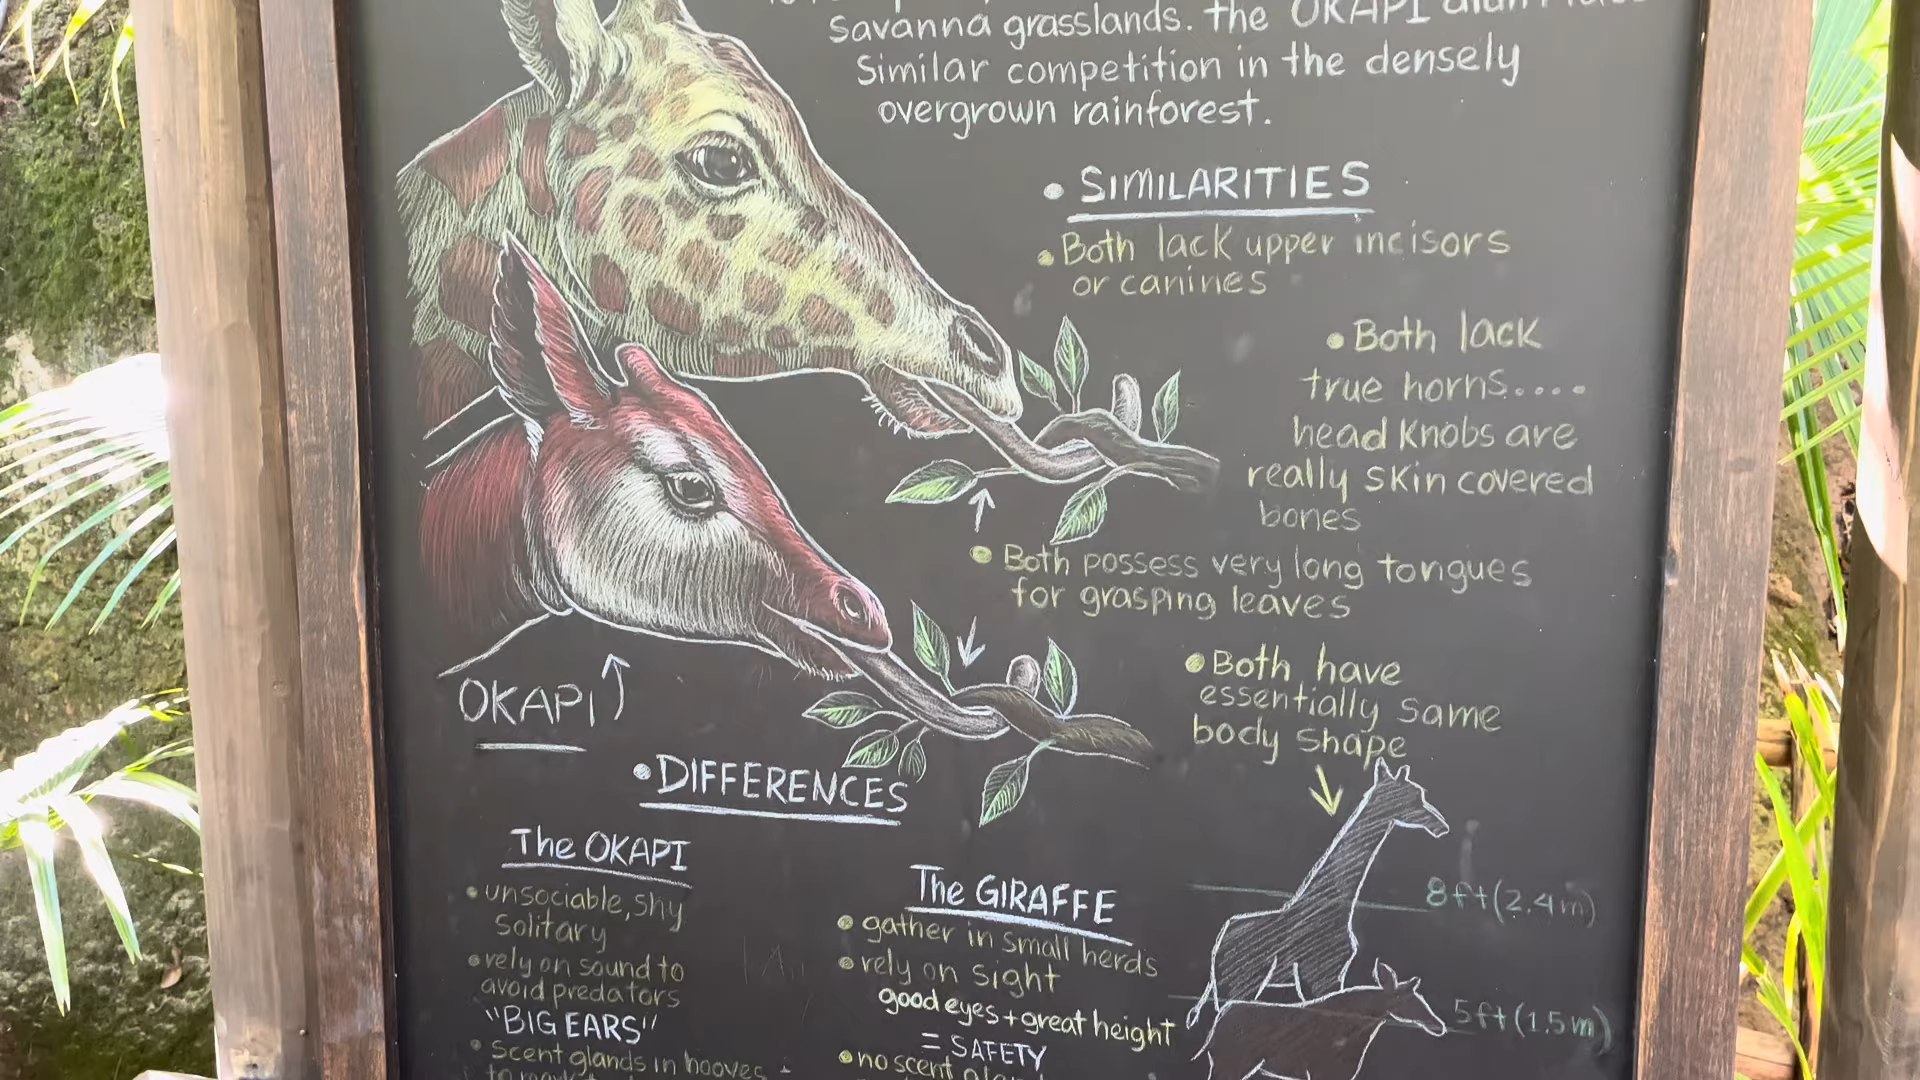 Savanna grasslands. The OKAPI
Similar competition in the densely
overgrown rainforest.
• SIMILARITIES
• Both lack upper incisors
or canines
• Both lack
true horns....
head knobs are
really skin covered
bones
• Both possess very long tongues
for grasping leaves
• Both have
essentially same
body shape
OKAPI
• DIFFERENCES
The OKAPI
• unsociable, shy
Solitary
• rely on sound to
avoid predators
"BIG EARS"
• scent glands in hooves
The GIRAFFE
• gather in small herds
• rely on sight
good eyes + great height
= SAFETY
• no scent
8ft (2.4m)
5ft (1.5m)